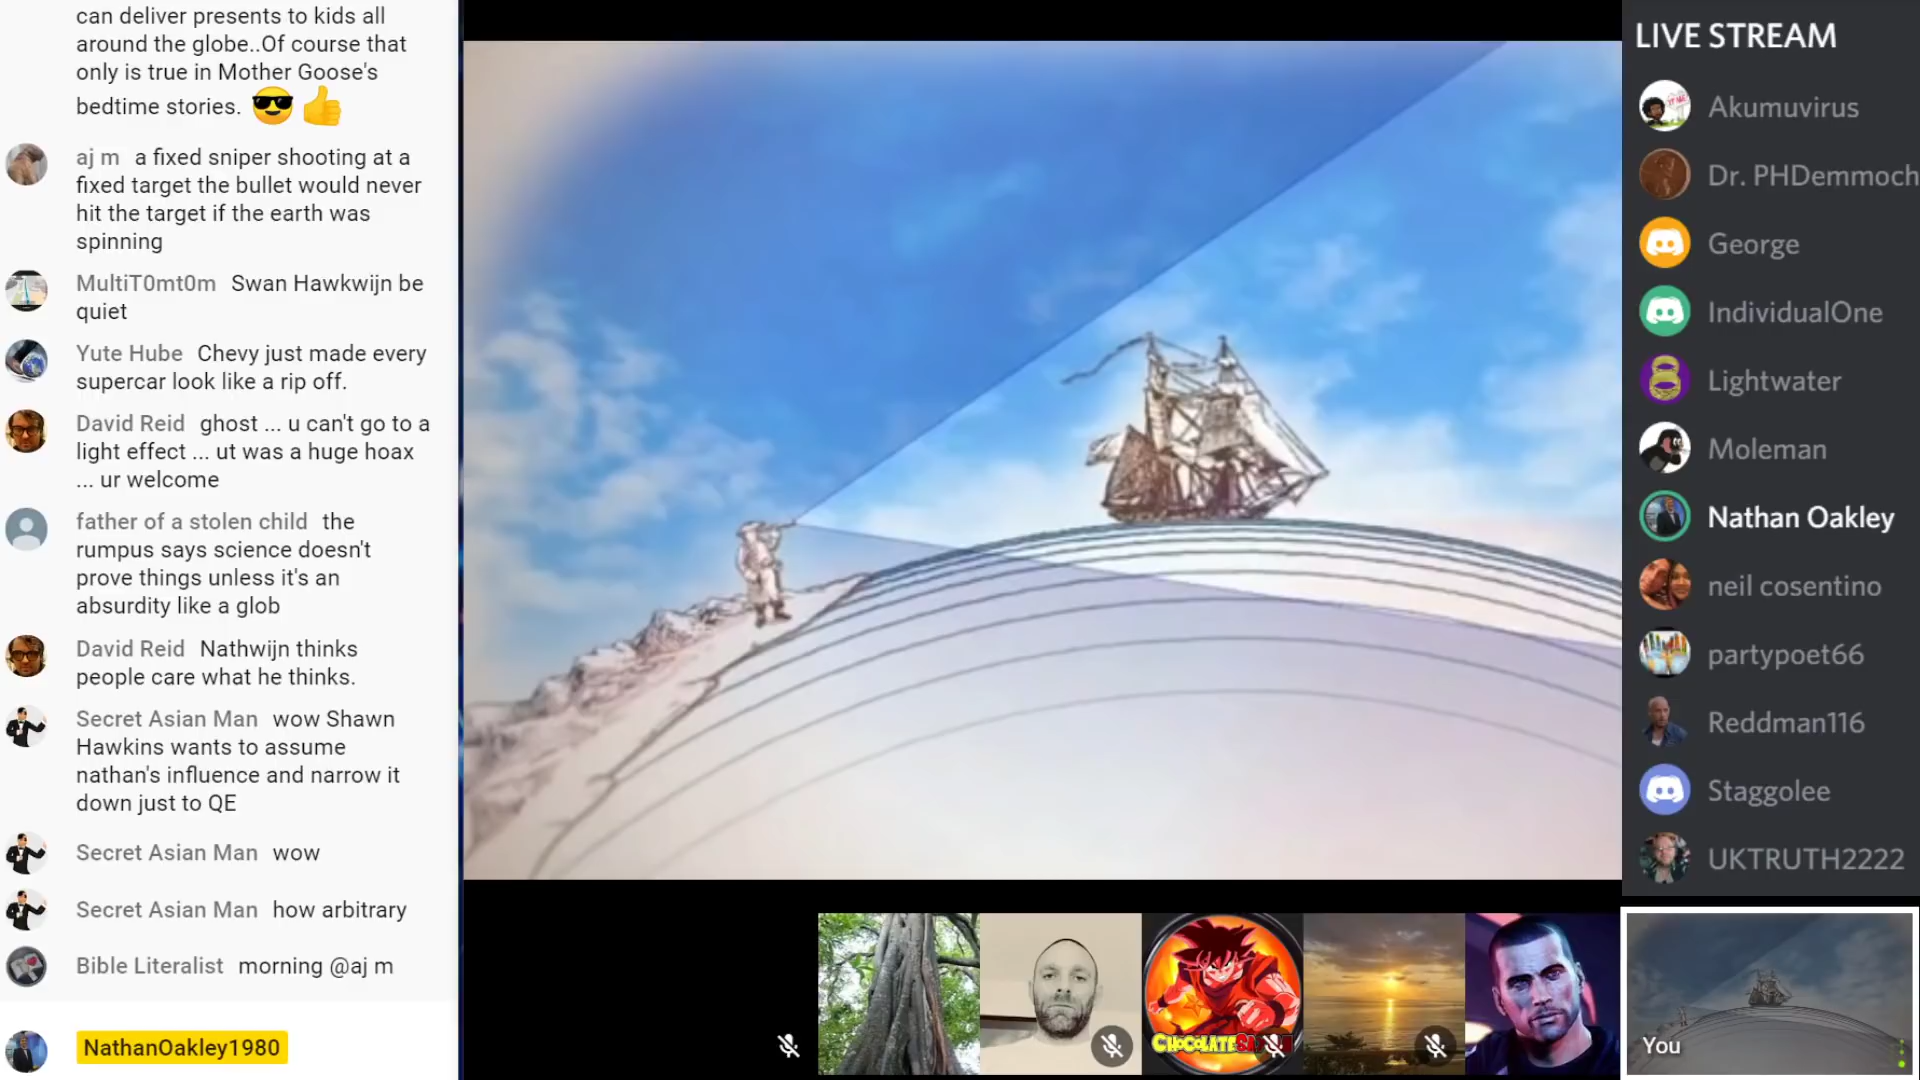 can deliver presents to kids all
around the globe..Of course that
only is true in Mother Goose's
bedtime stories. 😎👍
aj m a fixed sniper shooting at a
fixed target the bullet would never
hit the target if the earth was
spinning
MultiT0mt0m Swan Hawkwijn be
quiet
Yute Hube Chevy just made every
supercar look like a rip off.
David Reid ghost ... u can't go to a
light effect ... ut was a huge hoax
... ur welcome
father of a stolen child the
rumpus says science doesn't
prove things unless it's an
absurdity like a glob
David Reid Nathwijn thinks
people care what he thinks.
Secret Asian Man wow Shawn
Hawkins wants to assume
nathan's influence and narrow it
down just to QE
Secret Asian Man wow
Secret Asian Man how arbitrary
Bible Literalist morning @aj m
NathanOakley1980
LIVE STREAM
Akumuvirus
Dr. PHDemmoch
George
IndividualOne
Lightwater
Moleman
Nathan Oakley
neil cosentino
partypoet66
Reddman116
Staggolee
UKTRUTH2222
You